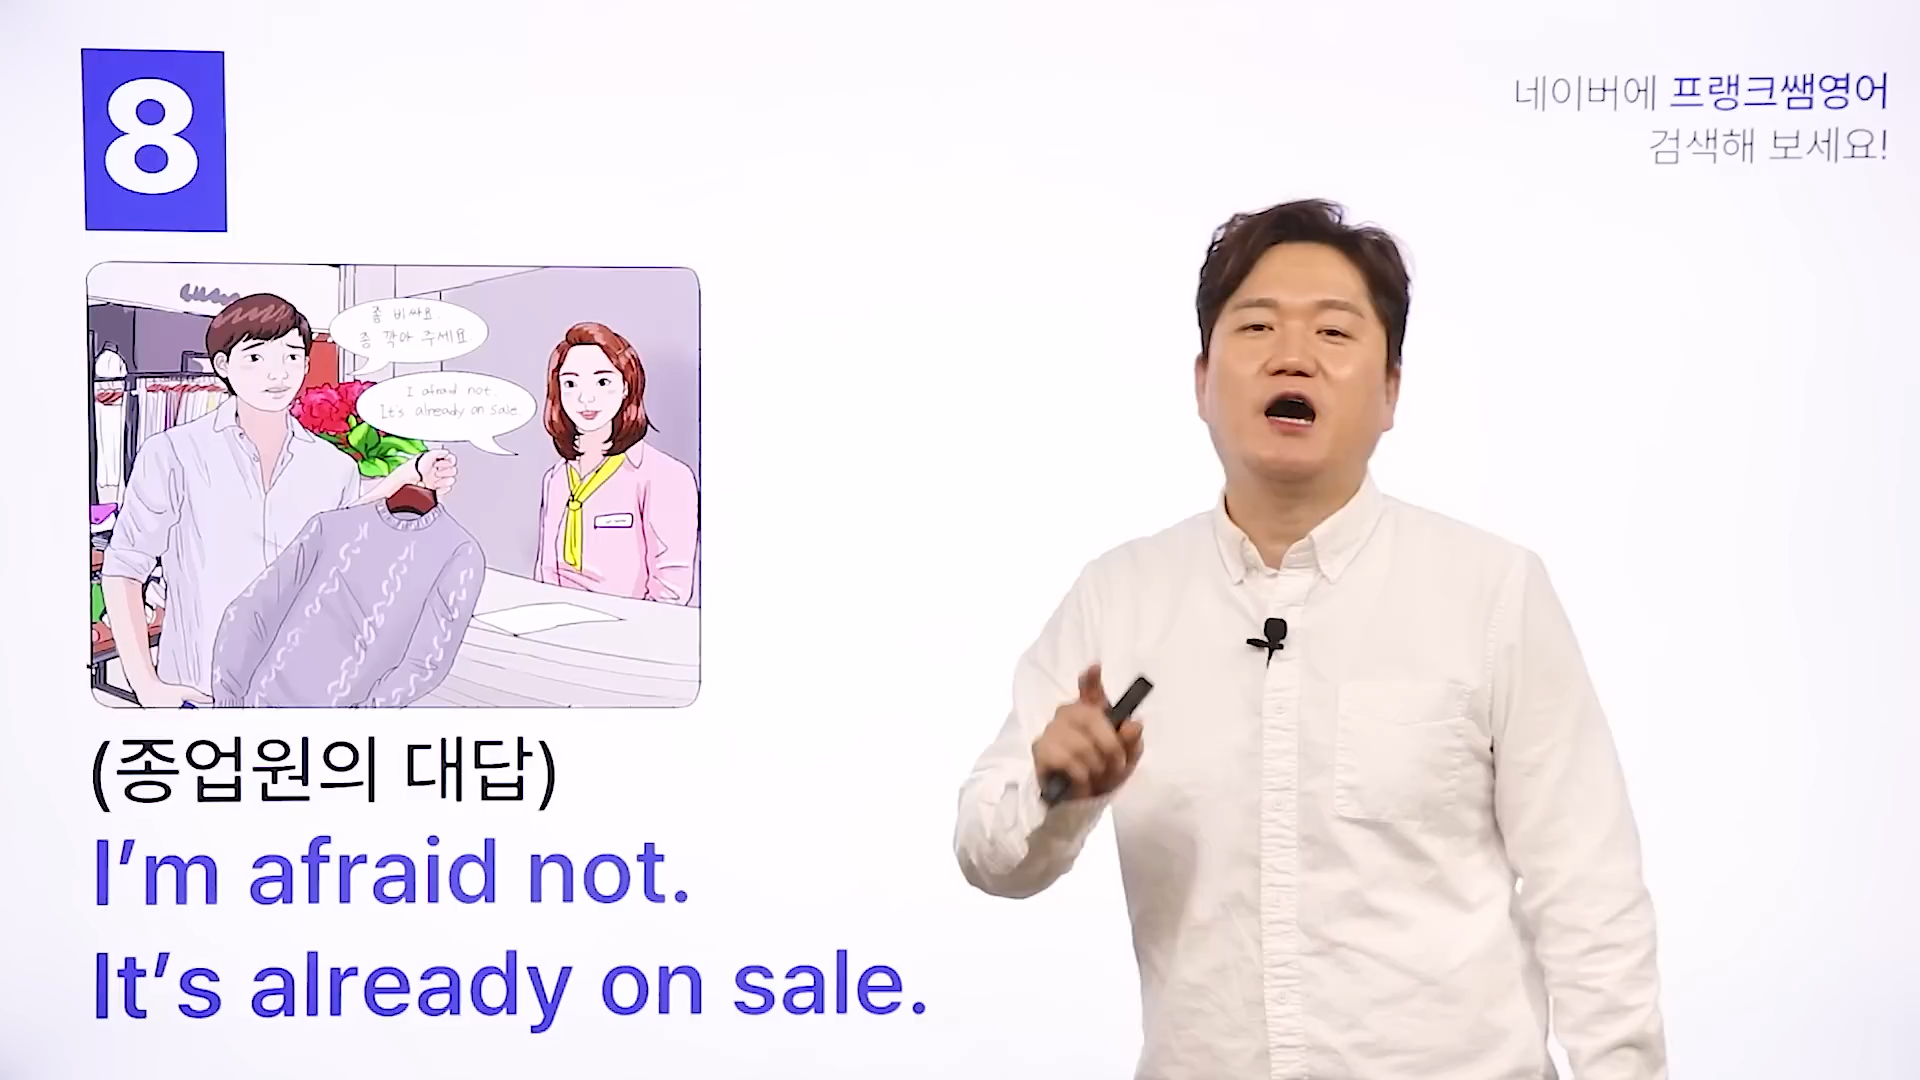 8
네이버에 프랭크쌤영어
검색해 보세요!
좀 비싸요.
좀 깎아 주세요.
I afraid not.
It's already on sale.
(종업원의 대답)
I'm afraid not.
It's already on sale.